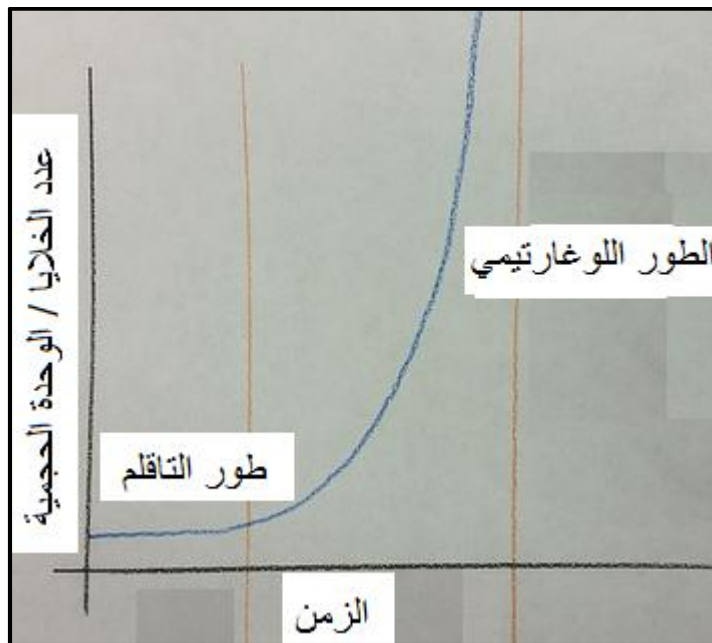 عدد الخلايا / الوحدة الحجمية
الطور اللوغارتيمي
طور التاقلم
الزمن